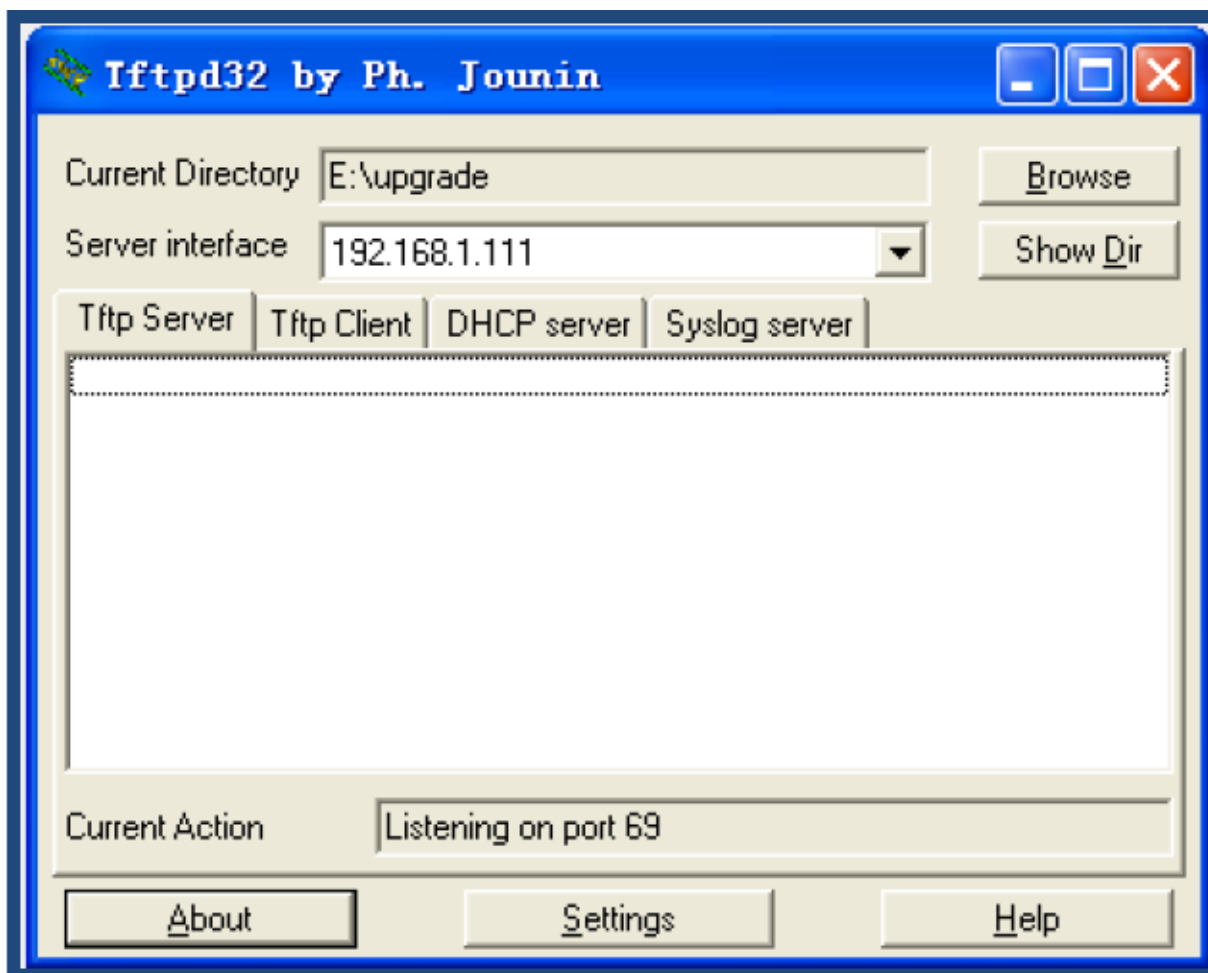 Tftpd32 by Ph. Jounin
Current Directory E:\upgrade Browse
Server interface 192.168.1.111 Show Dir
Tftp Server Tftp Client DHCP server Syslog server
Current Action Listening on port 69
About Settings Help